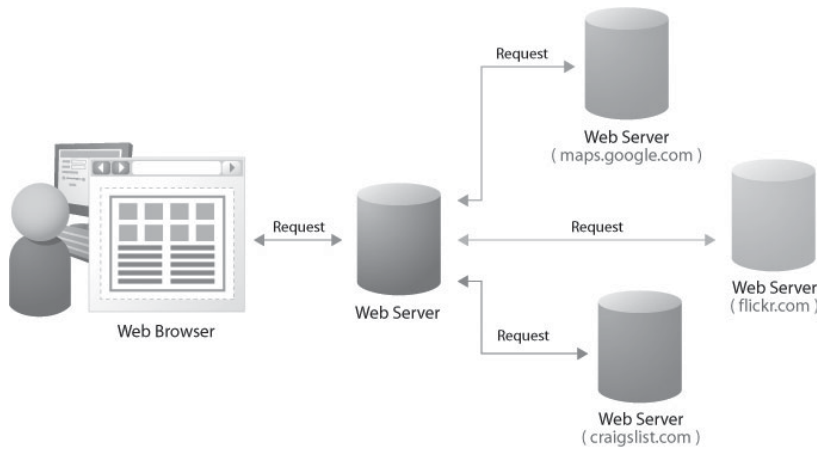 Request
Web Server
( maps.google.com )
Request
Request
Web Server
Web Server
( flickr.com )
Web Browser
Request
Web Server
( craigslist.com )